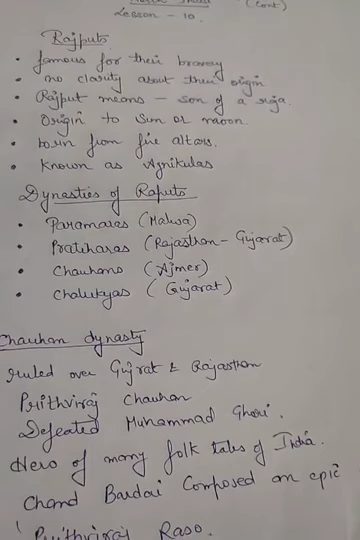 (Cont)
Lesson - 10.
Rajputs
• famous for their bravery
• no clarity about their origin
• Rajput means - son of a raja.
• Origin to Sun or moon.
• born from fire altars.
• Known as Agnikulas
Dynasties of Raputs
• Paramaras (Malwa)
• Pratiharas (Rajasthan - Gujarat)
• Chauhans (Ajmer)
• Chalukyas (Gujarat)
Chauhan dynasty
ruled over Gujrat & Rajasthan
Prithviraj Chauhan
Defeated Muhammad Ghori.
Hero of many folk tales of India.
Chand Bardai Composed an epic
Prithviraj Raso.